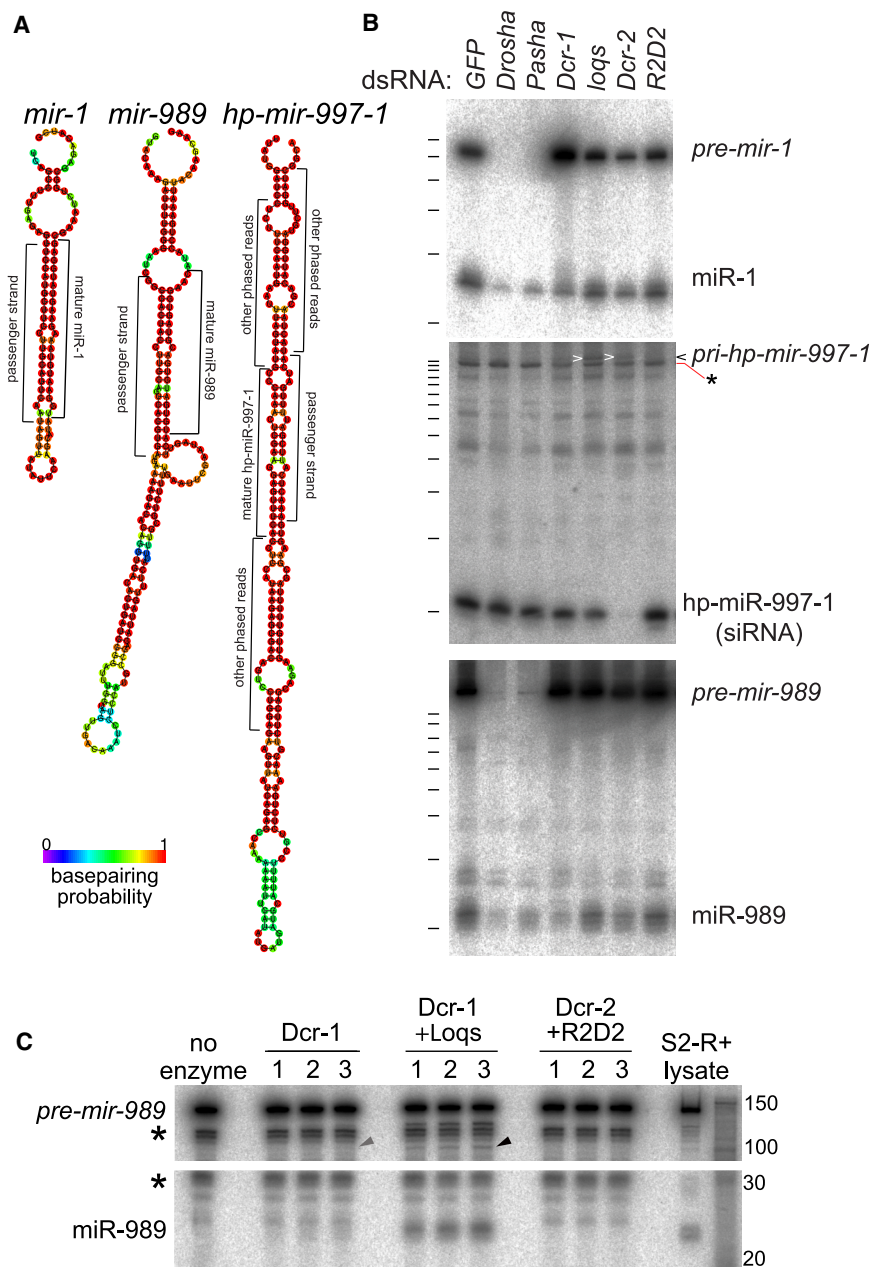 A
mir-1 mir-989 hp-mir-997-1
passenger strand
mature miR-1
passenger strand
mature miR-989
other phased reads
other phased reads
mature hp-miR-997-1
passenger strand
other phased reads
0 1
basepairing
probability
B
dsRNA: GFP Drosha Pasha Dcr-1 loqs Dcr-2 R2D2
pre-mir-1
miR-1
> > < pri-hp-mir-997-1
*
hp-miR-997-1
(siRNA)
pre-mir-989
miR-989
C
no
enzyme
Dcr-1
1 2 3
Dcr-1
+Loqs
1 2 3
Dcr-2
+R2D2
1 2 3
S2-R+
lysate
pre-mir-989
*
150
100
*
miR-989
30
20